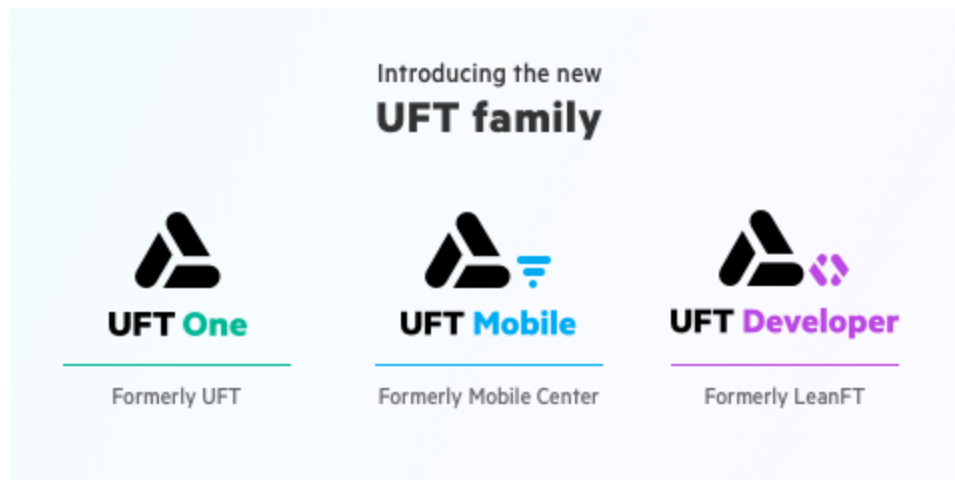 Introducing the new
UFT family
UFT One
UFT Mobile
UFT Developer
Formerly UFT
Formerly Mobile Center
Formerly LeanFT